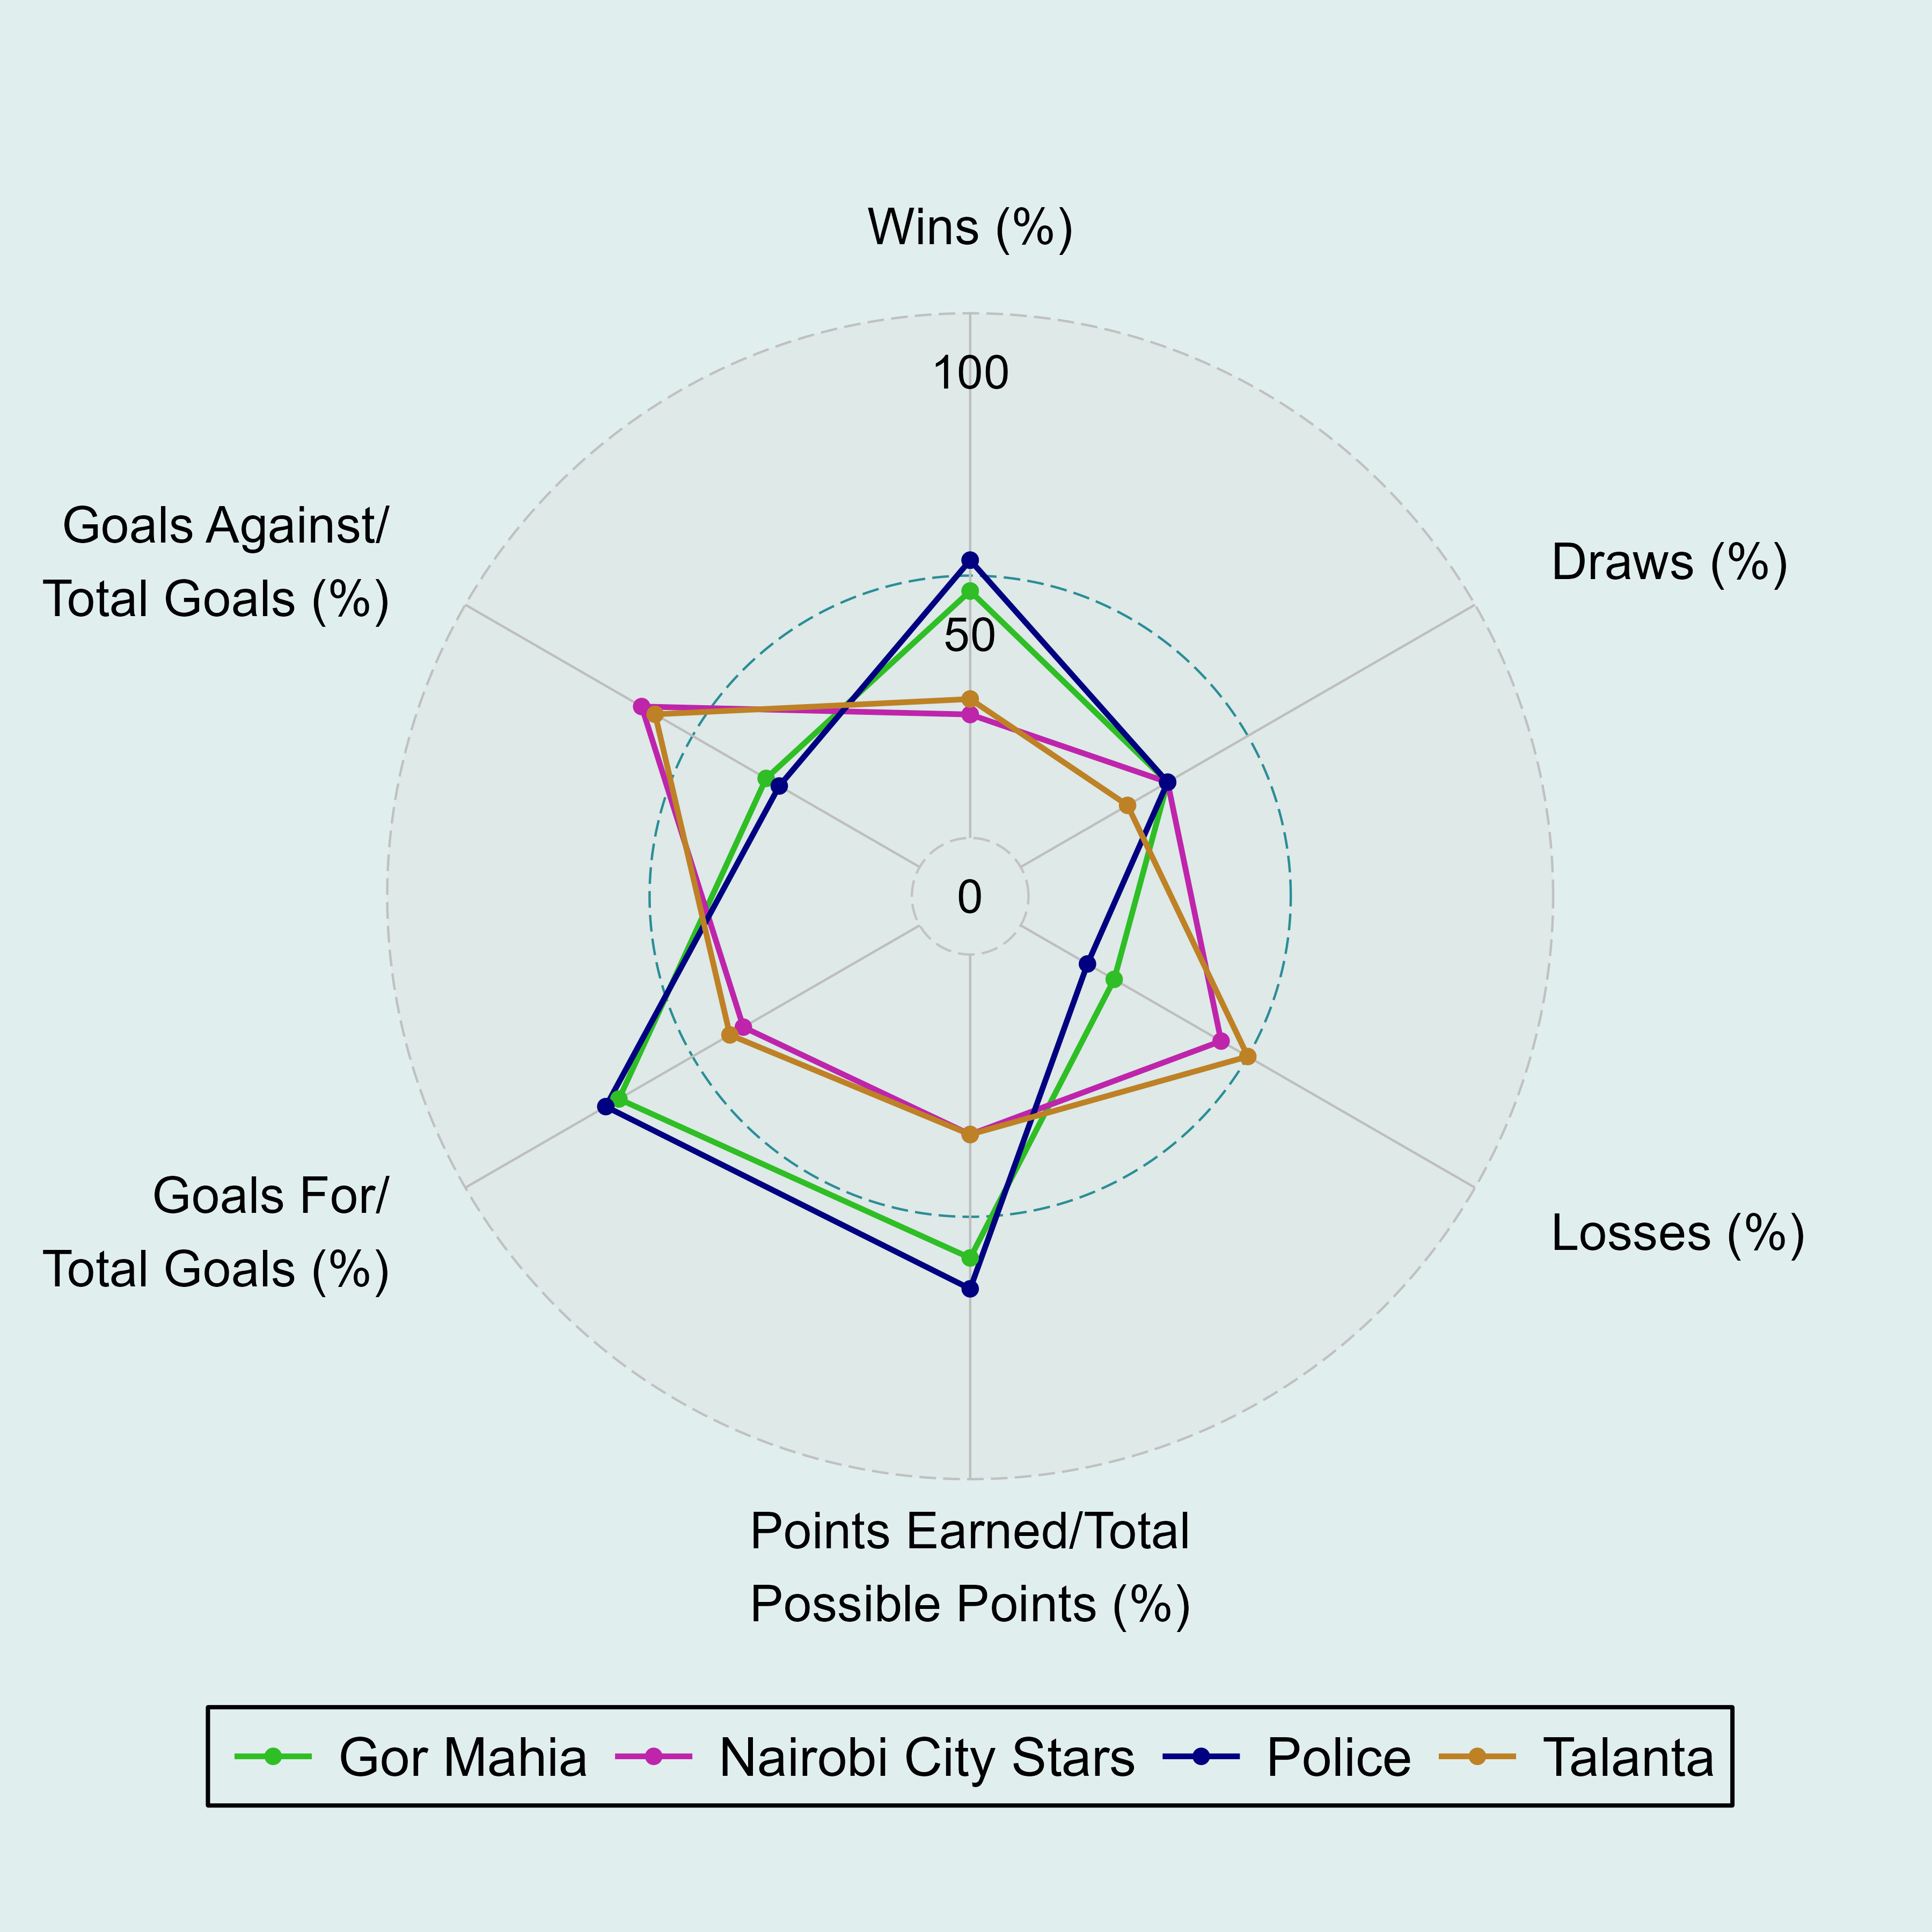 Wins (%)
100
Goals Against/
Total Goals (%)
Draws (%)
50
0
Goals For/
Total Goals (%)
Losses (%)
Points Earned/Total
Possible Points (%)
Gor Mahia
Nairobi City Stars
Police
Talanta